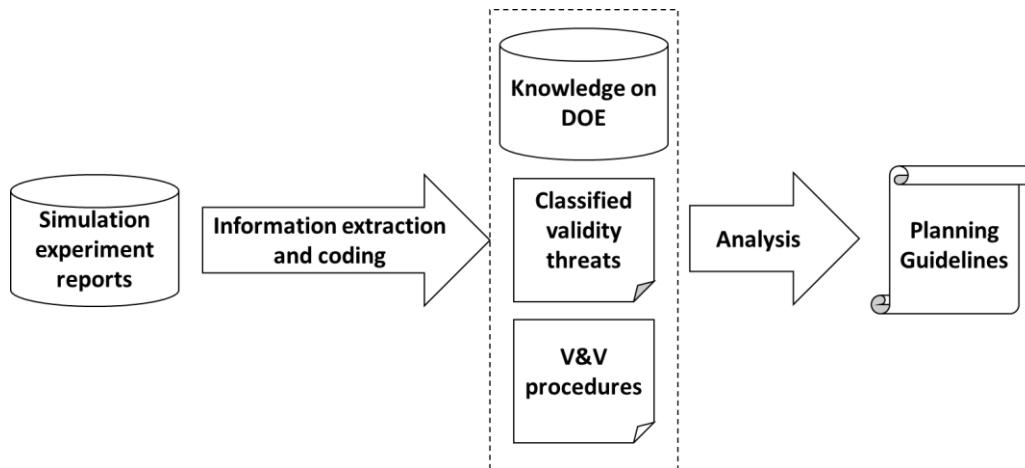 Simulation
experiment
reports
Information extraction
and coding
Knowledge on
DOE
Classified
validity
threats
V&V
procedures
Analysis
Planning
Guidelines